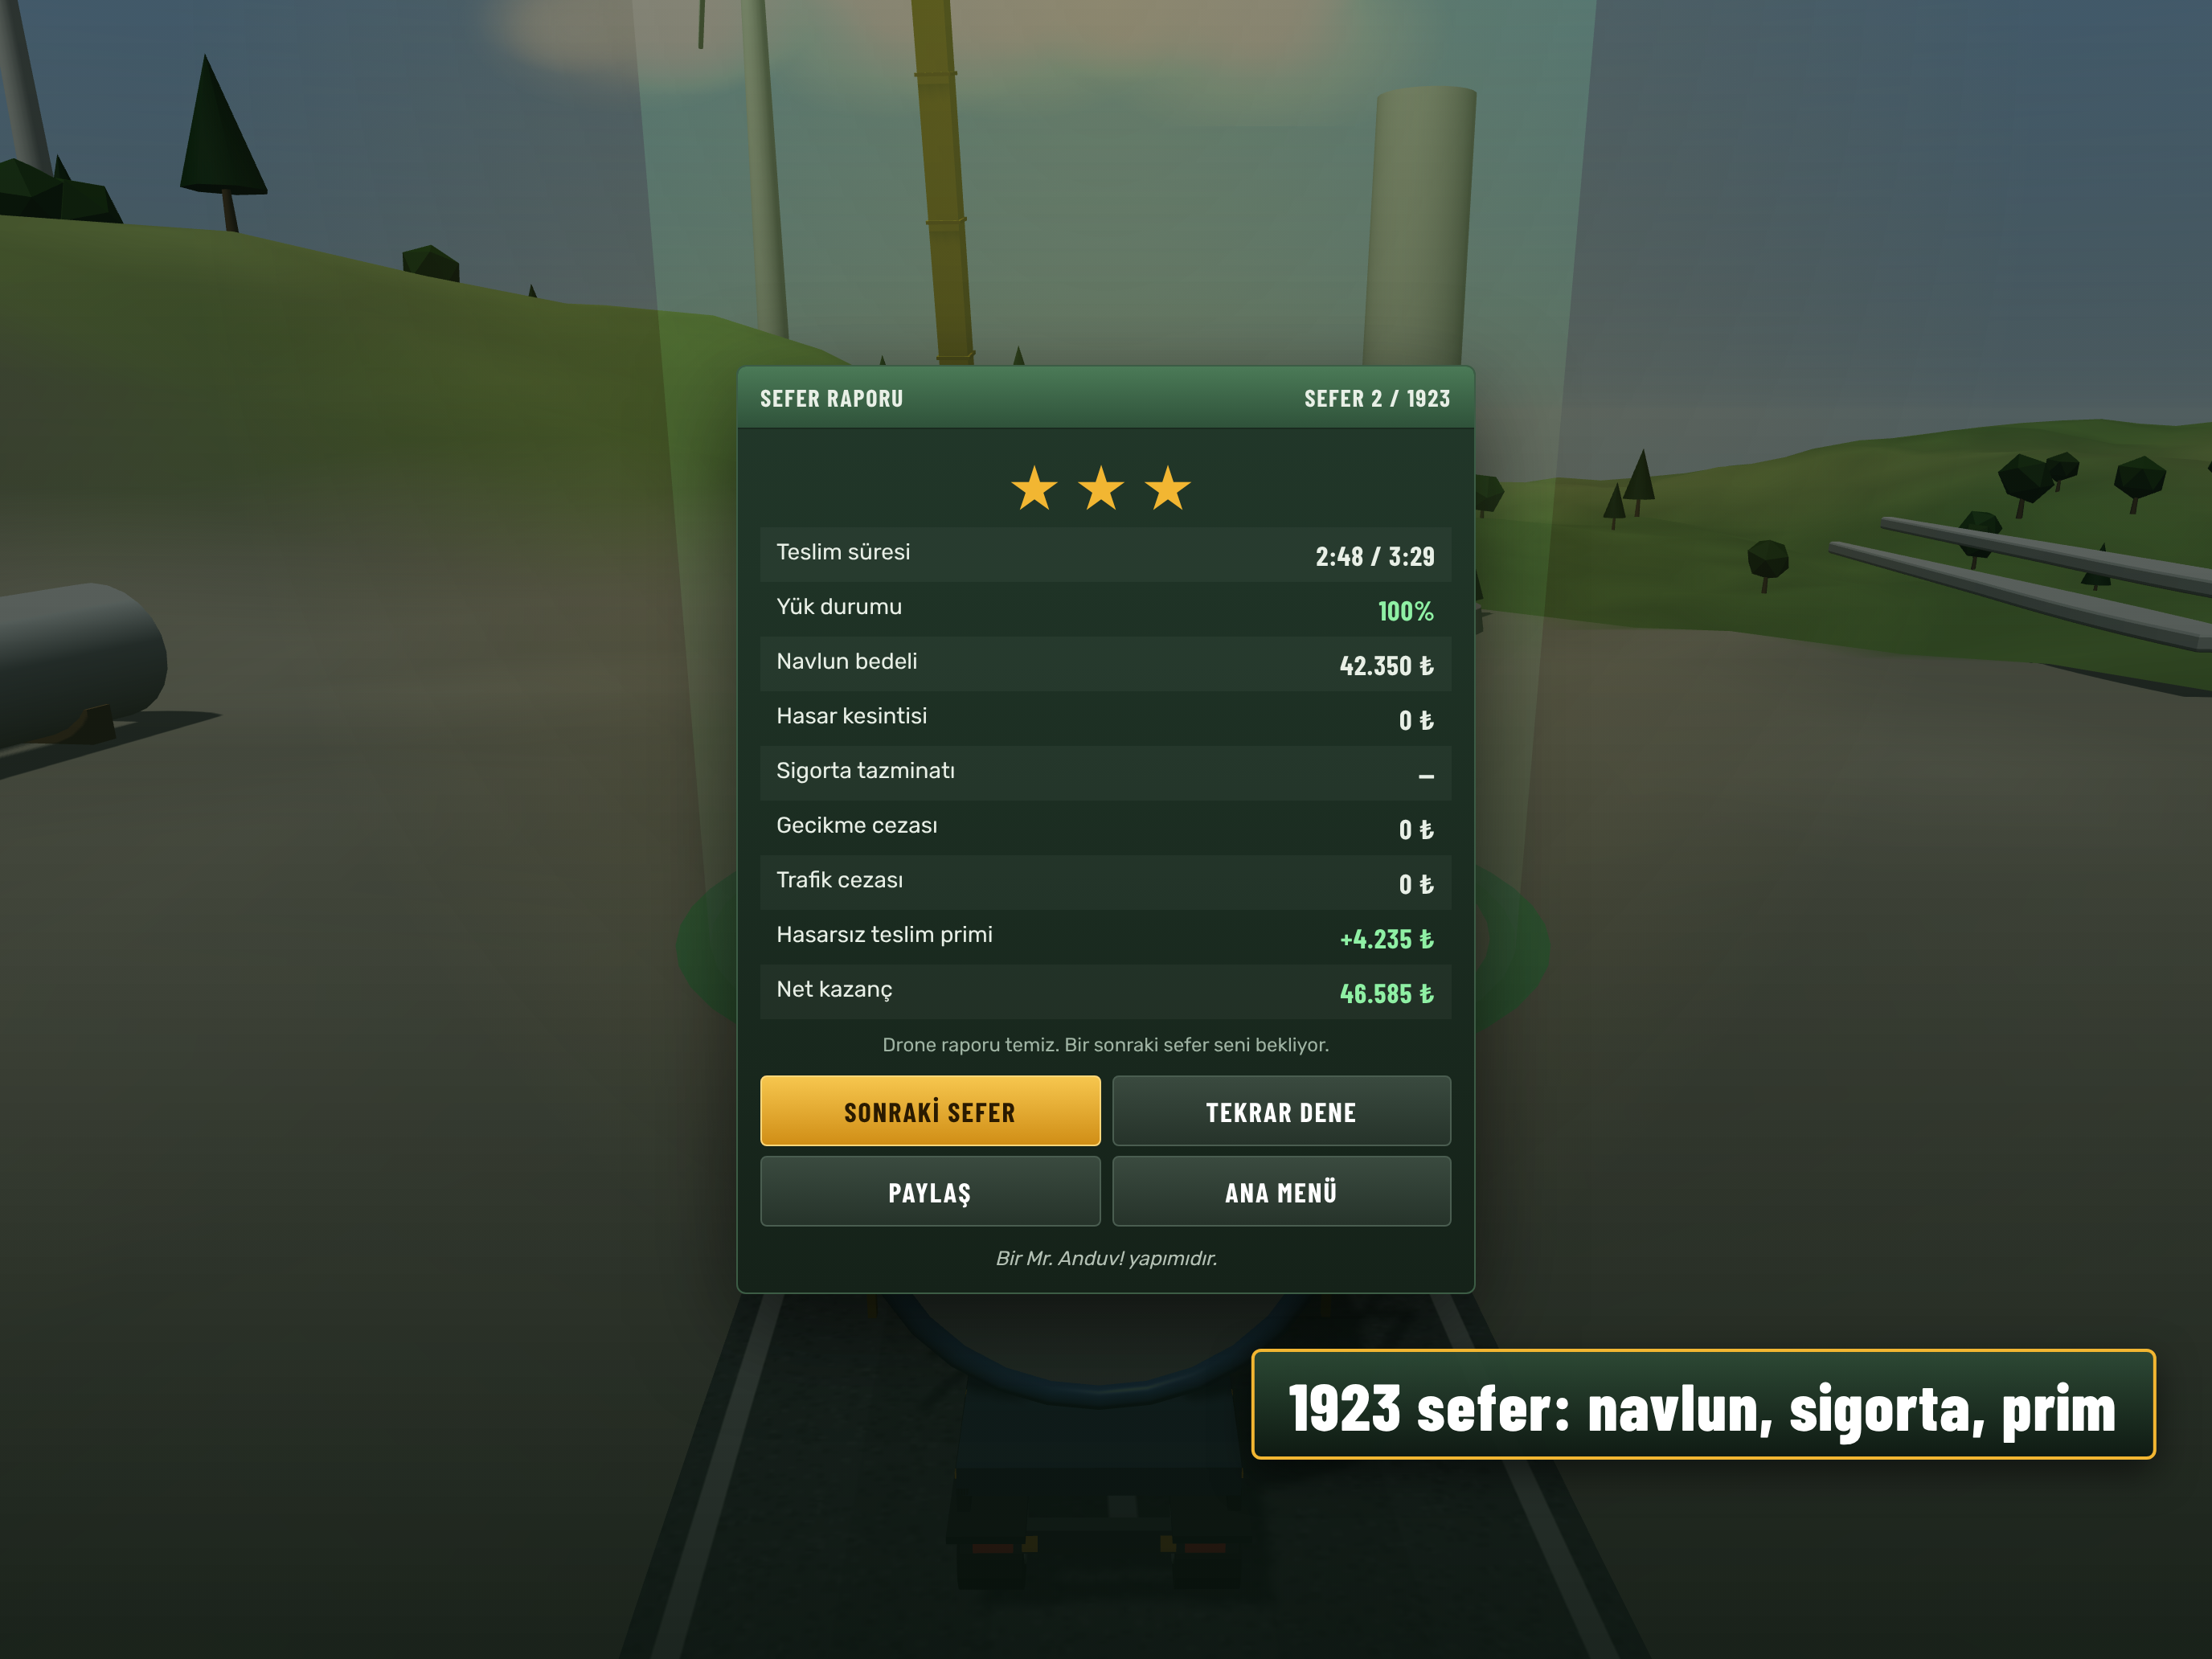 SEFER RAPORU SEFER 2 / 1923
Teslim süresi 2:48 / 3:29
Yük durumu 100%
Navlun bedeli 42.350 ₺
Hasar kesintisi 0 ₺
Sigorta tazminatı –
Gecikme cezası 0 ₺
Trafik cezası 0 ₺
Hasarsız teslim primi +4.235 ₺
Net kazanç 46.585 ₺
Drone raporu temiz. Bir sonraki sefer seni bekliyor.
SONRAKİ SEFER TEKRAR DENE
PAYLAŞ ANA MENÜ
Bir Mr. Anduv! yapımıdır.
1923 sefer: navlun, sigorta, prim